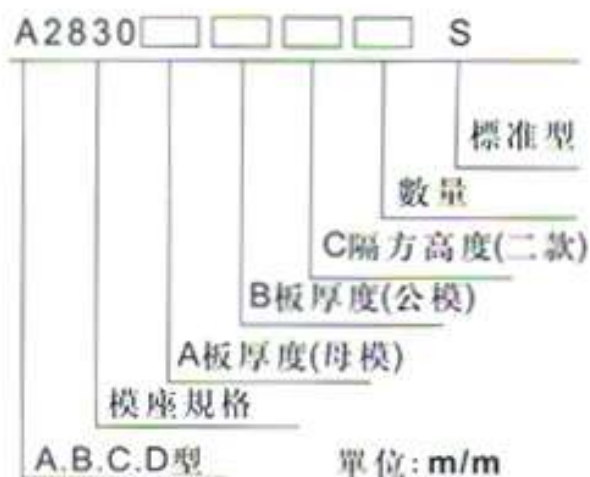 A2830□□□□ S
標准型
數量
C隔方高度(二款)
B板厚度(公模)
A板厚度(母模)
模座規格
A.B.C.D型
單位:m/m